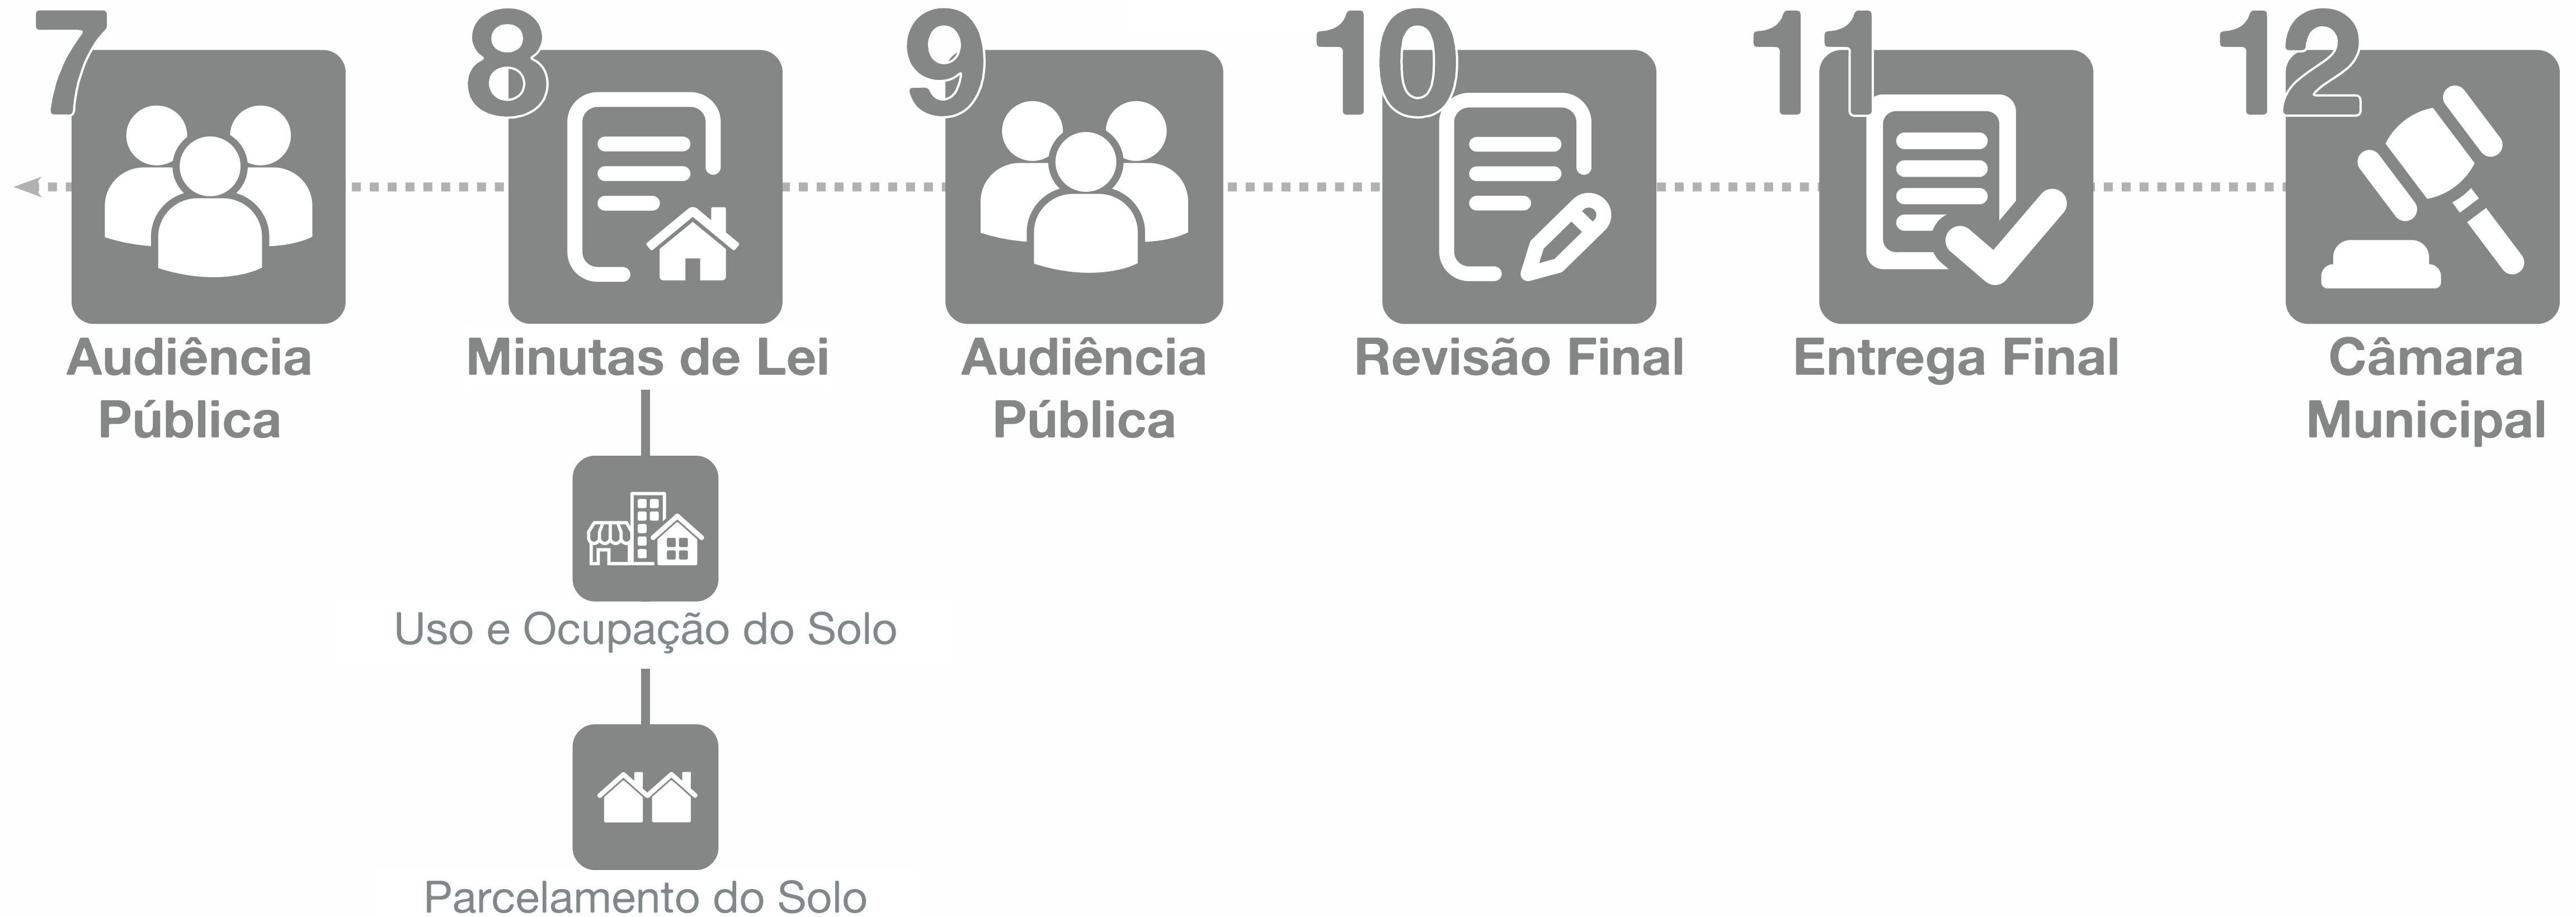 7
Audiência
Pública
8
Minutas de Lei
Uso e Ocupação do Solo
Parcelamento do Solo
9
Audiência
Pública
10
Revisão Final
11
Entrega Final
12
Câmara
Municipal